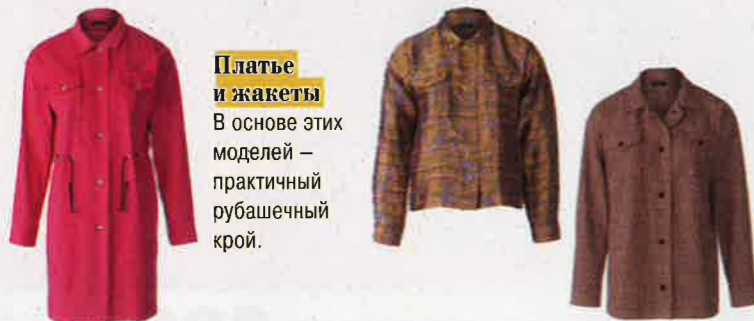 Платье
и жакеты
В основе этих
моделей –
практичный
рубашечный
крой.